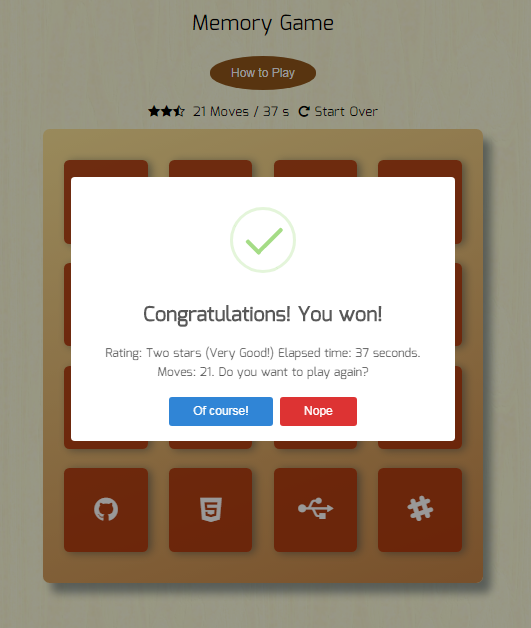 Memory Game
How to Play
21 Moves / 37 s Start Over
Congratulations! You won!
Rating: Two stars (Very Good!) Elapsed time: 37 seconds.
Moves: 21. Do you want to play again?
Of course! Nope